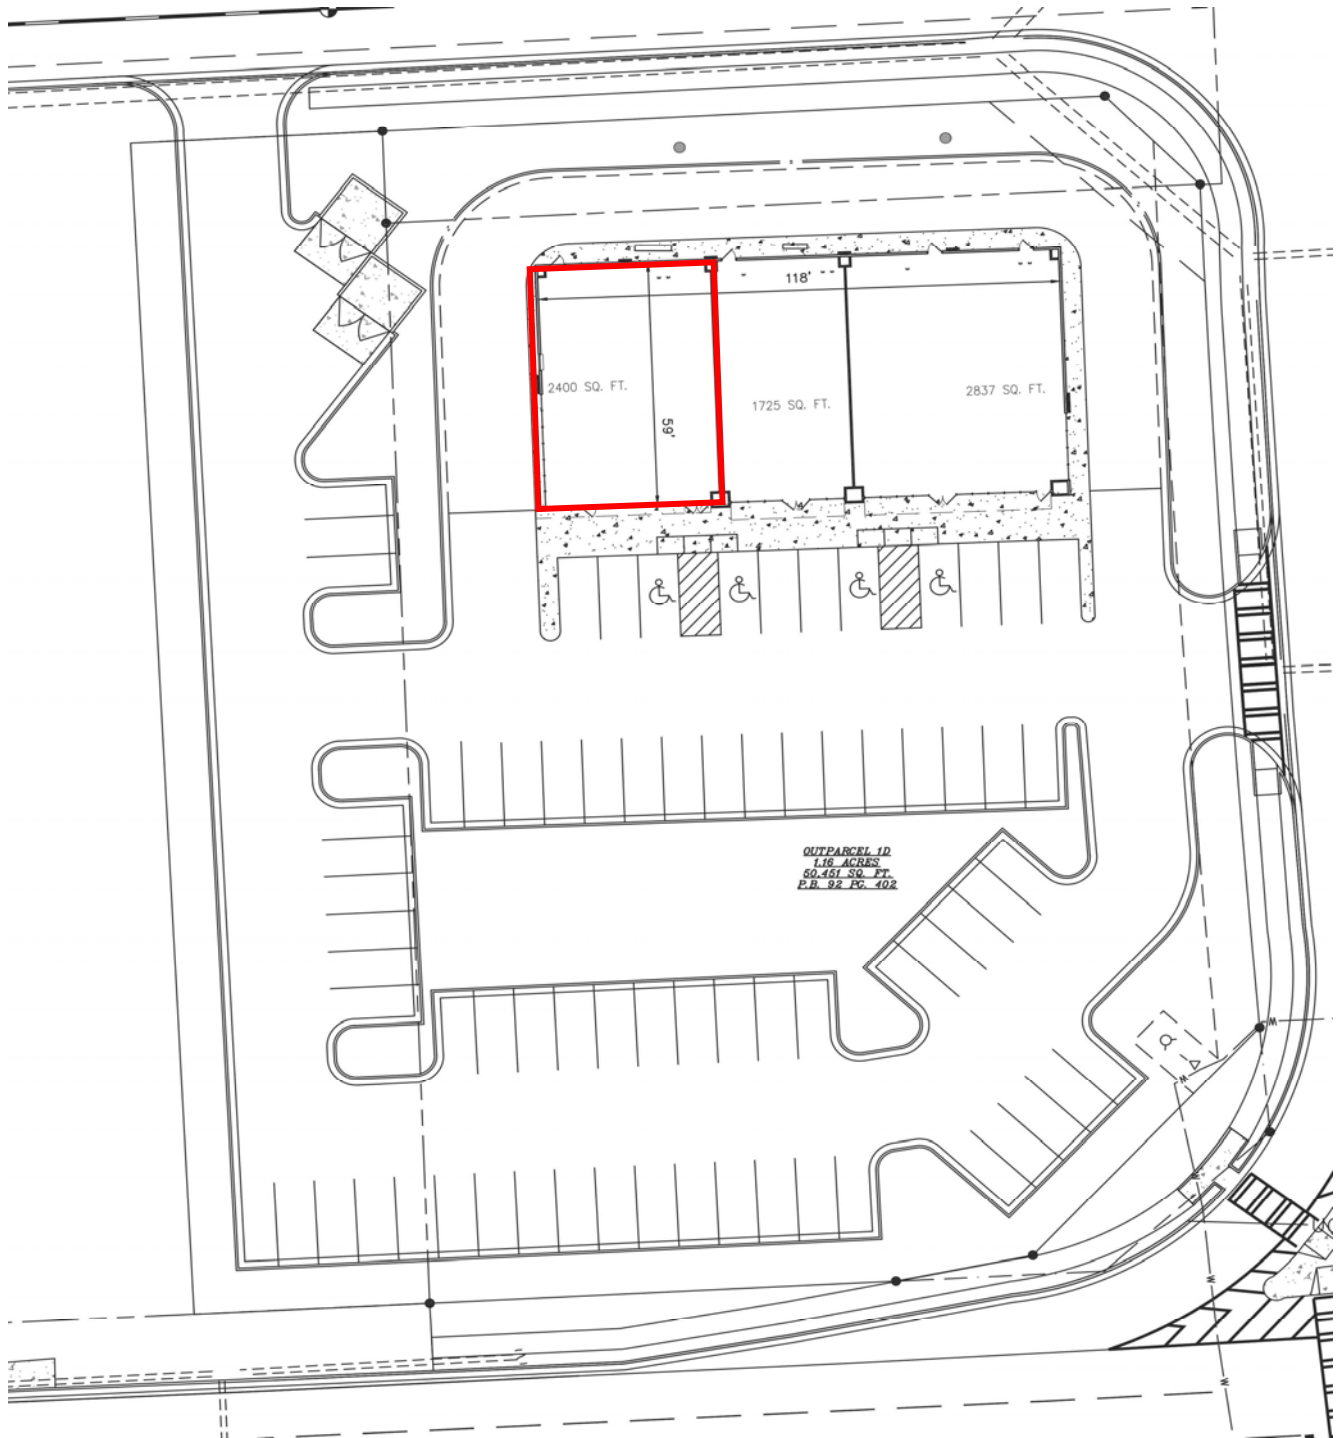 118'
2400 SQ. FT.
59'
1725 SQ. FT.
2837 SQ. FT.
OUTPARCEL 1D
1.16 ACRES
50,451 SQ. FT.
P.B. 92 PG. 402
W
W
W
W
W